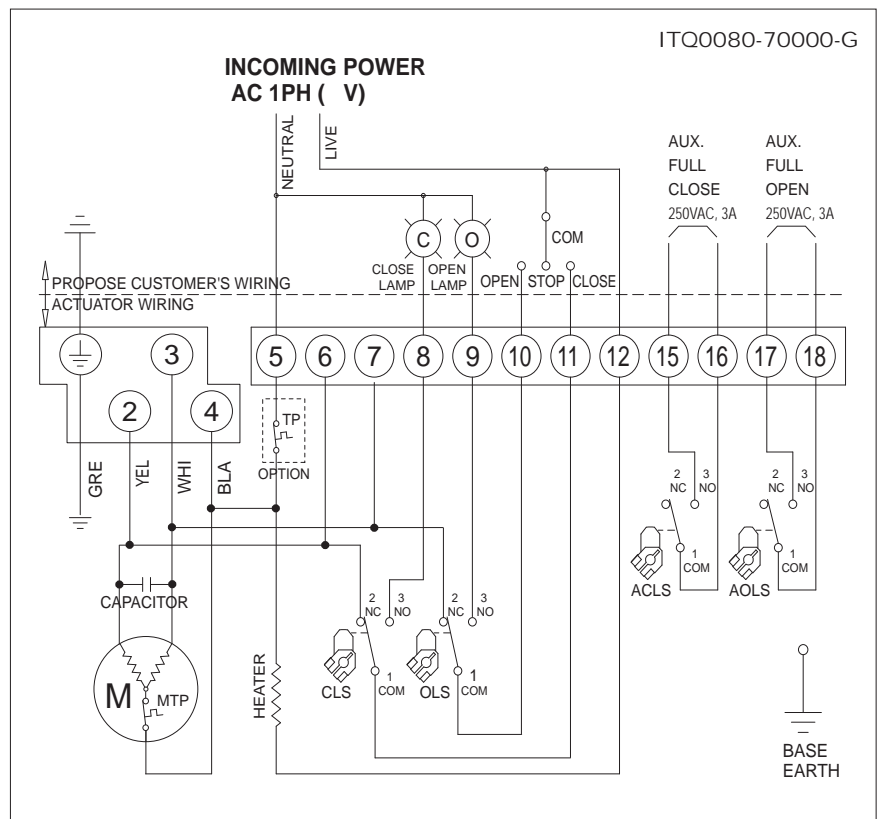 ITQ0080-70000-G
INCOMING POWER
AC 1PH ( V)
NEUTRAL
LIVE
AUX.
FULL
CLOSE
250VAC, 3A
AUX.
FULL
OPEN
250VAC, 3A
C
O
COM
CLOSE
LAMP
OPEN
LAMP
OPEN
STOP
CLOSE
PROPOSE CUSTOMER'S WIRING
ACTUATOR WIRING
3
2
4
5
6
7
8
9
10
11
12
15
16
17
18
TP
OPTION
GRE
YEL
WHI
BLA
CAPACITOR
M
MTP
HEATER
2
NC
3
NO
1
COM
CLS
2
NC
3
NO
1
COM
OLS
2
NC
3
NO
1
COM
ACLS
2
NC
3
NO
1
COM
AOLS
BASE
EARTH